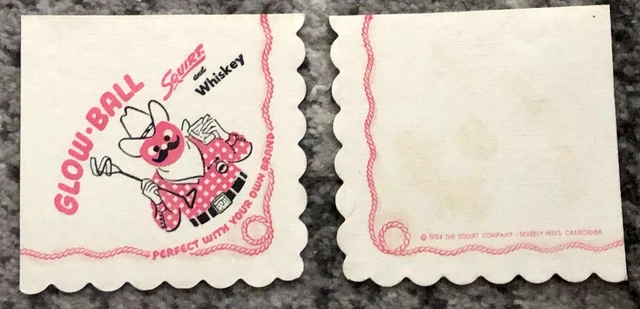 GLOW·BALL
SQUIRT
and
Whiskey
PERFECT WITH YOUR OWN BRAND
© 1954 THE SQUIRT COMPANY - BEVERLY HILLS, CALIFORNIA